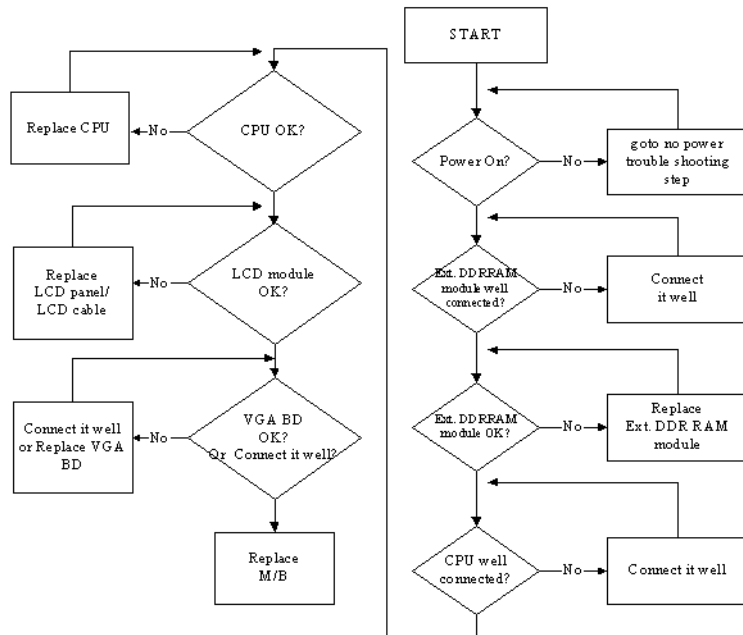 START
Power On?
No
goto no power
trouble shooting
step
Ext. DDRRAM
module well
connected?
No
Connect
it well
Ext. DDRRAM
module OK?
No
Replace
Ext. DDR RAM
module
CPU well
connected?
No
Connect it well
CPU OK?
No
Replace CPU
LCD module
OK?
No
Replace
LCD panel/
LCD cable
VGA BD
OK?
Or Connect it well?
No
Connect it well
or Replace VGA
BD
Replace
M/B